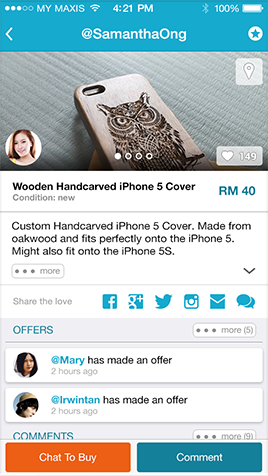 MY MAXIS 4:21 PM 100%
@SamanthaOng
149
Wooden Handcarved iPhone 5 Cover RM 40
Condition: new
Custom Handcarved iPhone 5 Cover. Made from
oakwood and fits perfectly onto the iPhone 5.
Might also fit onto the iPhone 5S.
more
Share the love
OFFERS more (5)
@Mary has made an offer
2 hours ago
@Irwintan has made an offer
2 hours ago
COMMENTS more (9)
Chat To Buy Comment